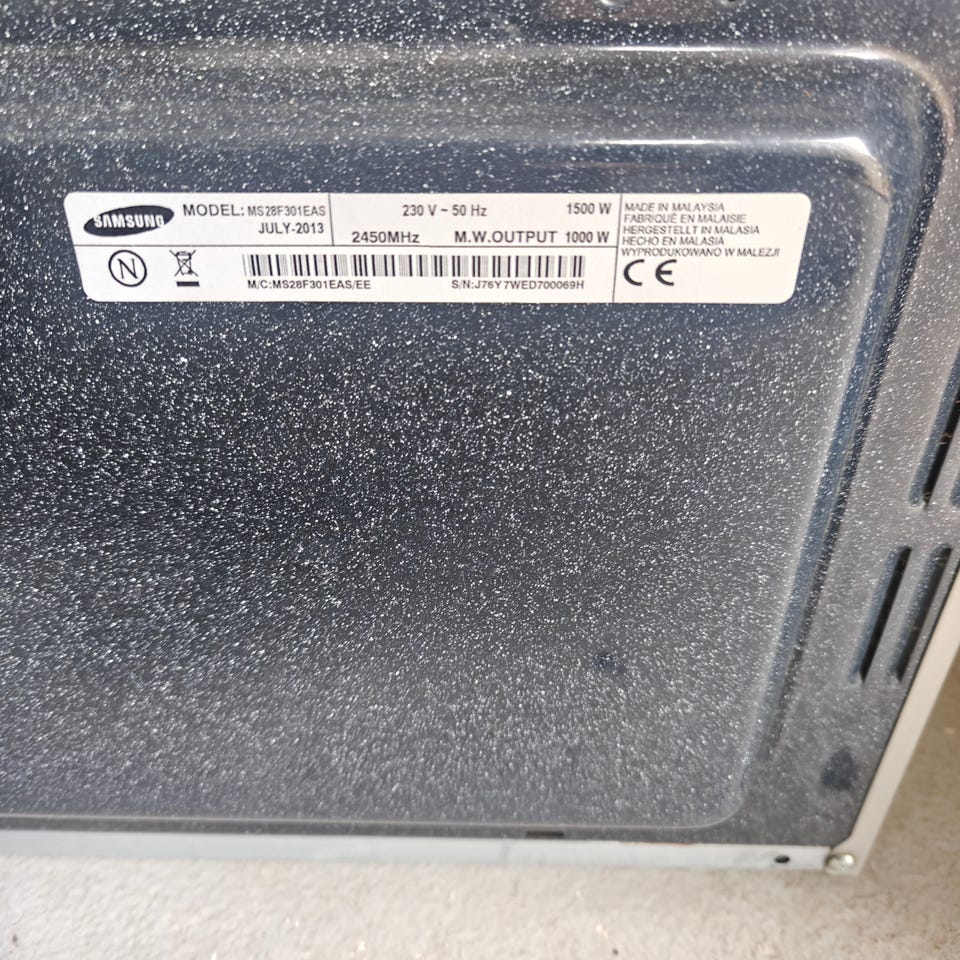 SAMSUNG
MODEL: MS28F301EAS
JULY-2013
230 V ~ 50 Hz 1500 W
2450MHz M.W.OUTPUT 1000 W
N
M/C:MS28F301EAS/EE S/N:J76Y7WED700069H
MADE IN MALAYSIA
FABRIQUÉ EN MALAISIE
HERGESTELLT IN MALASIA
HECHO EN MALASIA
WYPRODUKOWANO W MALEZJI
CE